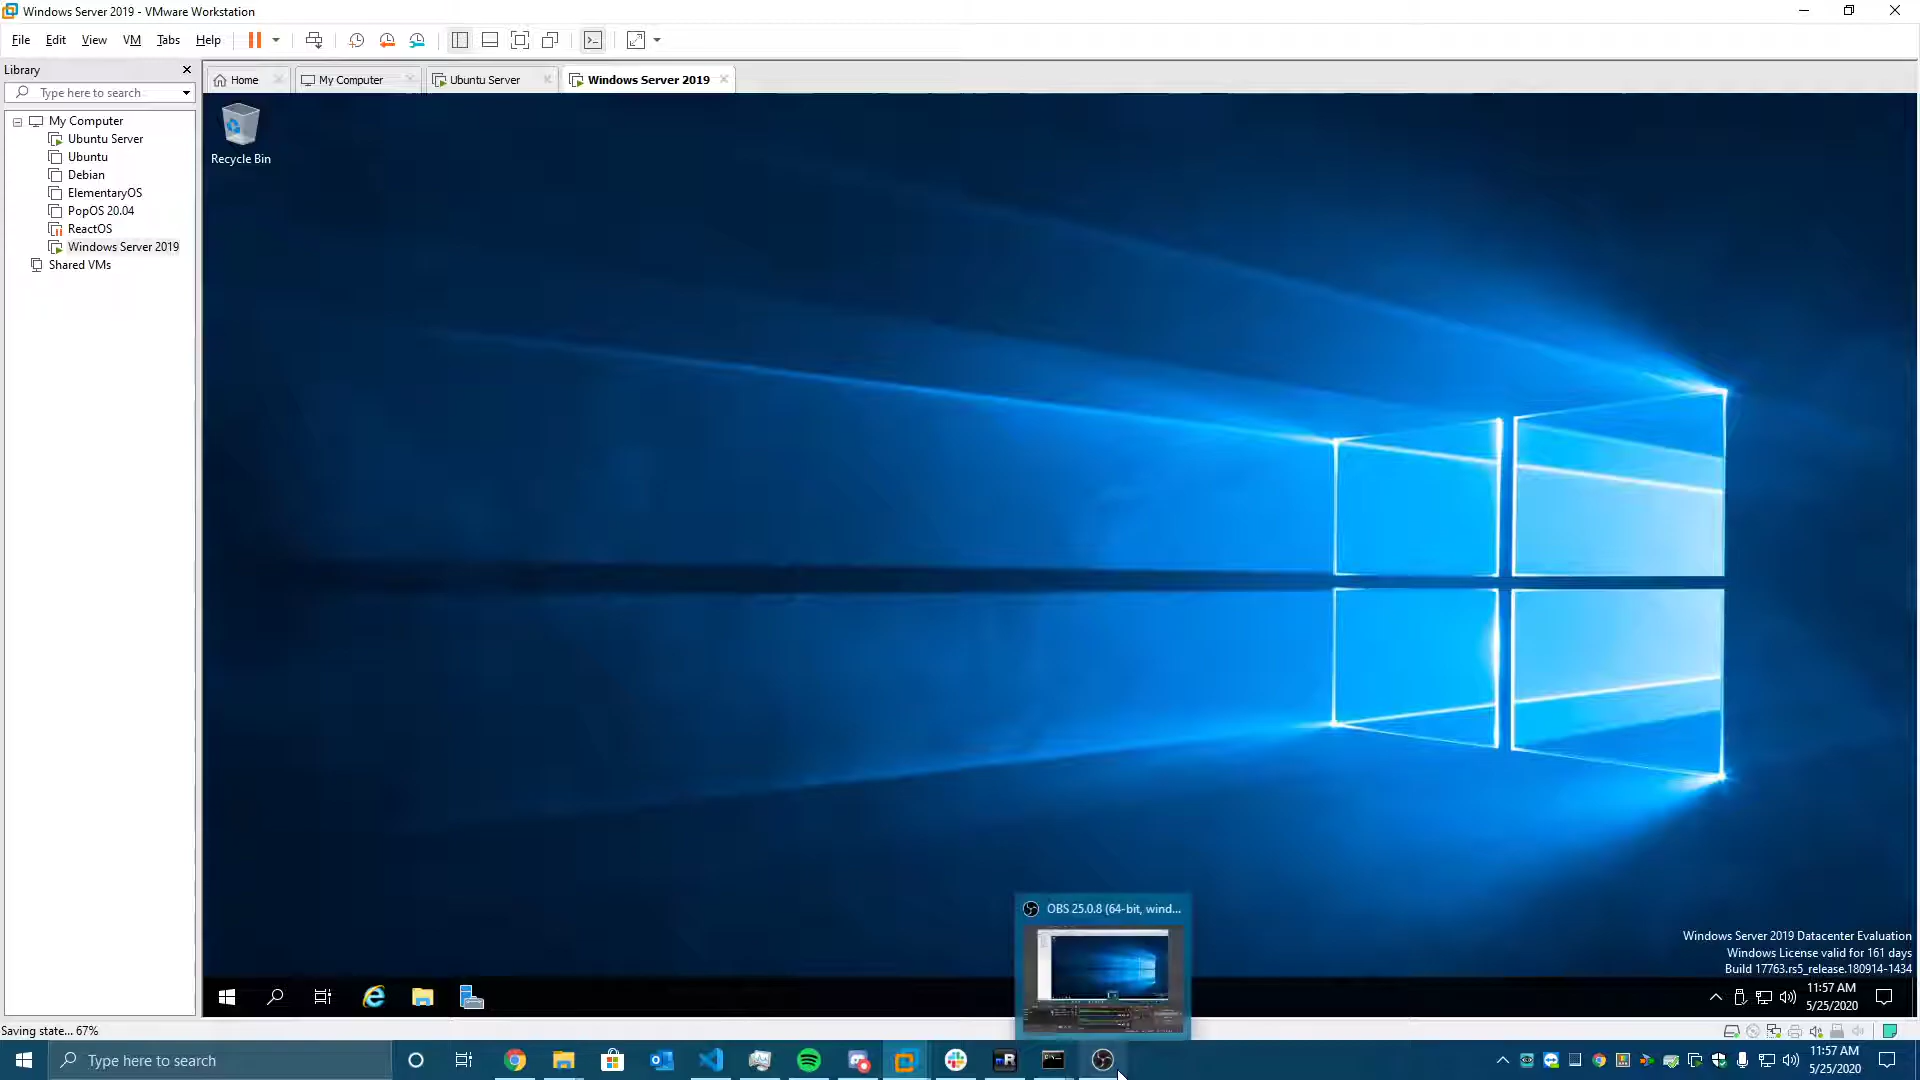 Windows Server 2019 - VMware Workstation
File Edit View VM Tabs Help
Library
Type here to search
Home
My Computer
Ubuntu Server
Windows Server 2019
My Computer
Ubuntu Server
Ubuntu
Debian
ElementaryOS
PopOS 20.04
ReactOS
Windows Server 2019
Shared VMs
Recycle Bin
OBS 25.0.8 (64-bit, wind...
Windows Server 2019 Datacenter Evaluation
Windows License valid for 161 days
Build 17763.rs5_release.180914-1434
11:57 AM
5/25/2020
Saving state... 67%
Type here to search
11:57 AM
5/25/2020